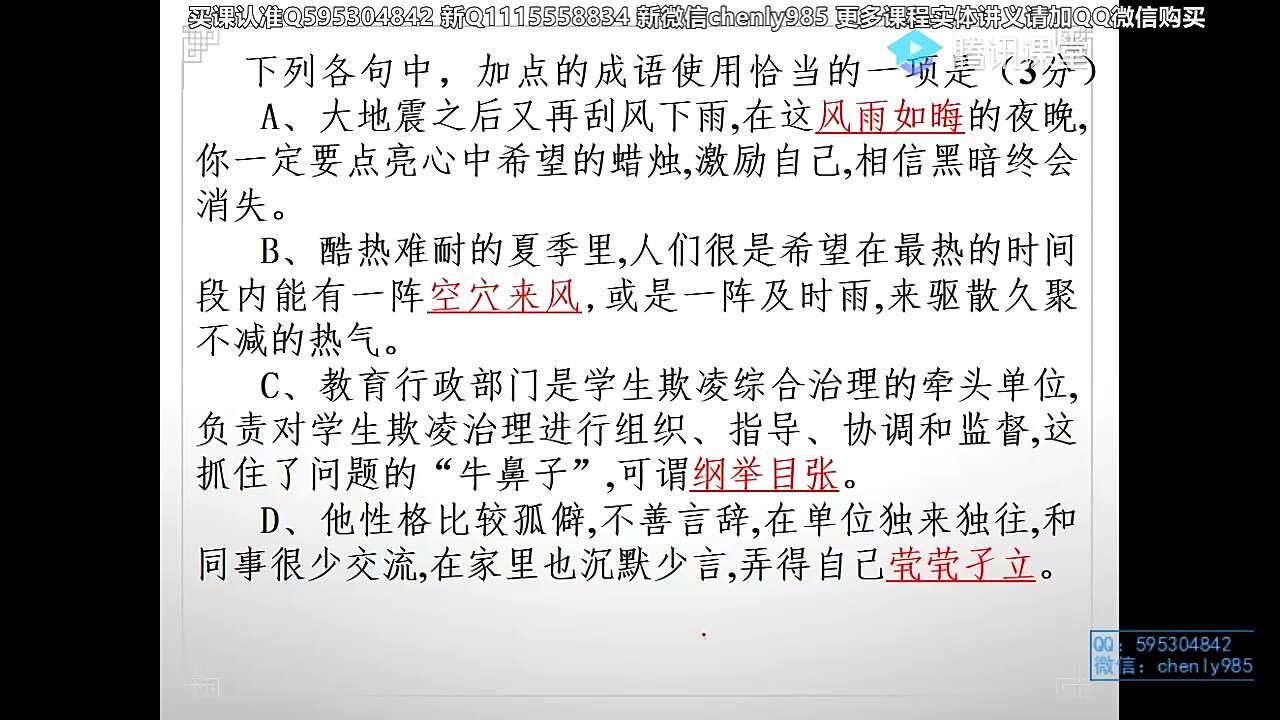 买课认准Q595304842 新Q1115558834 新微信chenly985 更多课程实体讲义请加QQ微信购买
腾讯课堂
下列各句中，加点的成语使用恰当的一项是（3分）
A、大地震之后又再刮风下雨,在这风雨如晦的夜晚,
你一定要点亮心中希望的蜡烛,激励自己,相信黑暗终会
消失。
B、酷热难耐的夏季里,人们很是希望在最热的时间
段内能有一阵空穴来风,或是一阵及时雨,来驱散久聚
不减的热气。
C、教育行政部门是学生欺凌综合治理的牵头单位,
负责对学生欺凌治理进行组织、指导、协调和监督,这
抓住了问题的“牛鼻子”,可谓纲举目张。
D、他性格比较孤僻,不善言辞,在单位独来独往,和
同事很少交流,在家里也沉默少言,弄得自己茕茕孑立。
QQ：595304842
微信：chenly985